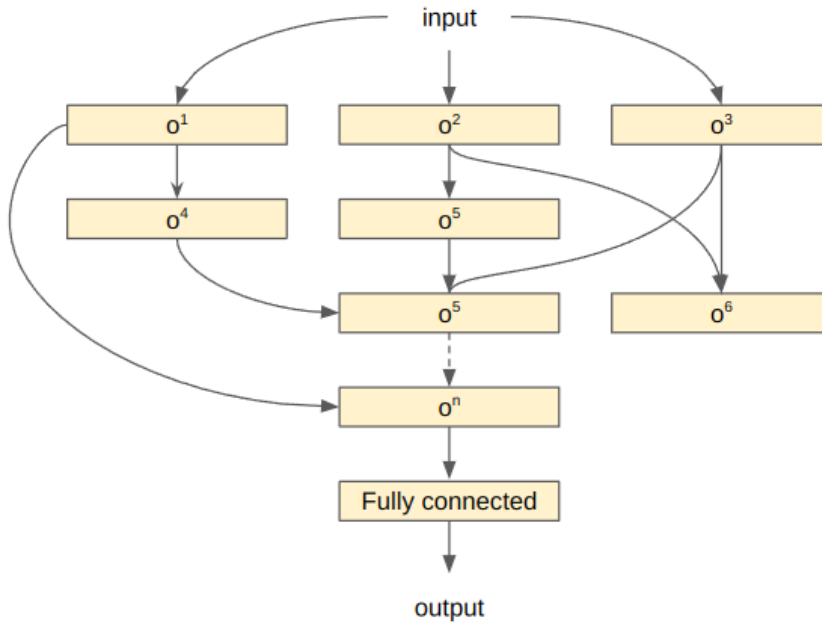 input
o¹
o²
o³
o⁴
o⁵
o⁵
o⁶
oⁿ
Fully connected
output